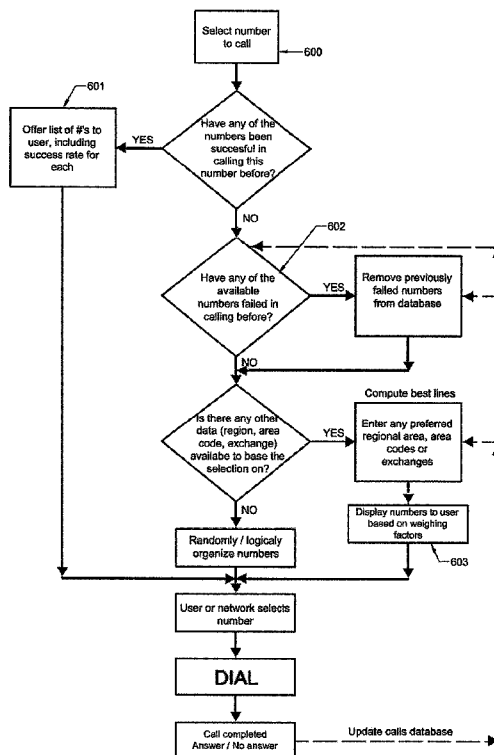 Select number
to call
600
601
Offer list of #'s to
user, including
success rate for
each
YES
Have any of the
numbers been
succesful in
calling this
number before?
NO
602
Have any of the
available
numbers failed in
calling before?
YES
Remove previously
failed numbers
from database
NO
Compute best lines
Is there any other
data (region, area
code, exchange)
availabe to base the
selection on?
YES
Enter any preferred
regional area, area
codes or
exchanges
NO
Display numbers to user
based on weighing
factors
603
Randomly / logicaly
organize numbers
User or network selects
number
DIAL
Call completed
Answer / No answer
Update calls database